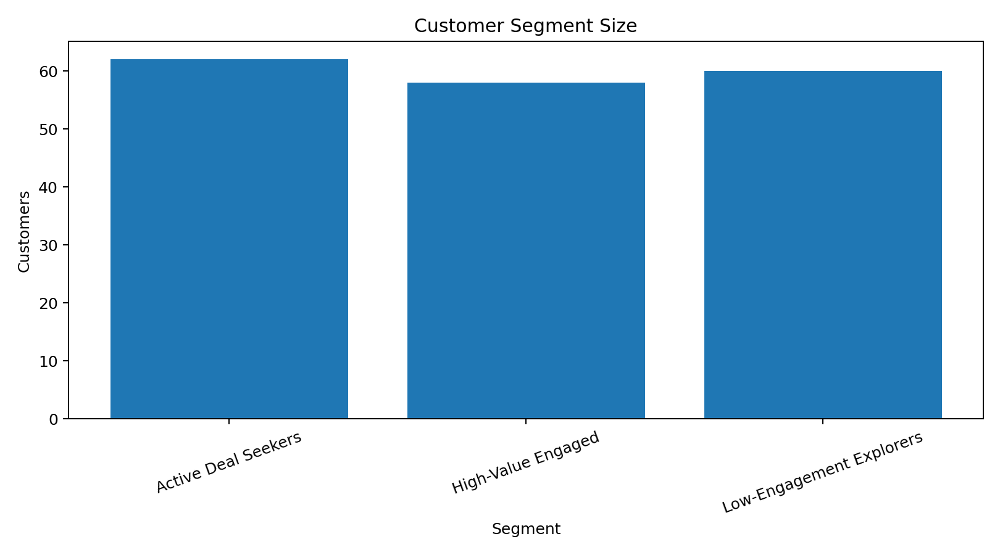 Customer Segment Size
Customers
60
50
40
30
20
10
0
Active Deal Seekers
High-Value Engaged
Low-Engagement Explorers
Segment